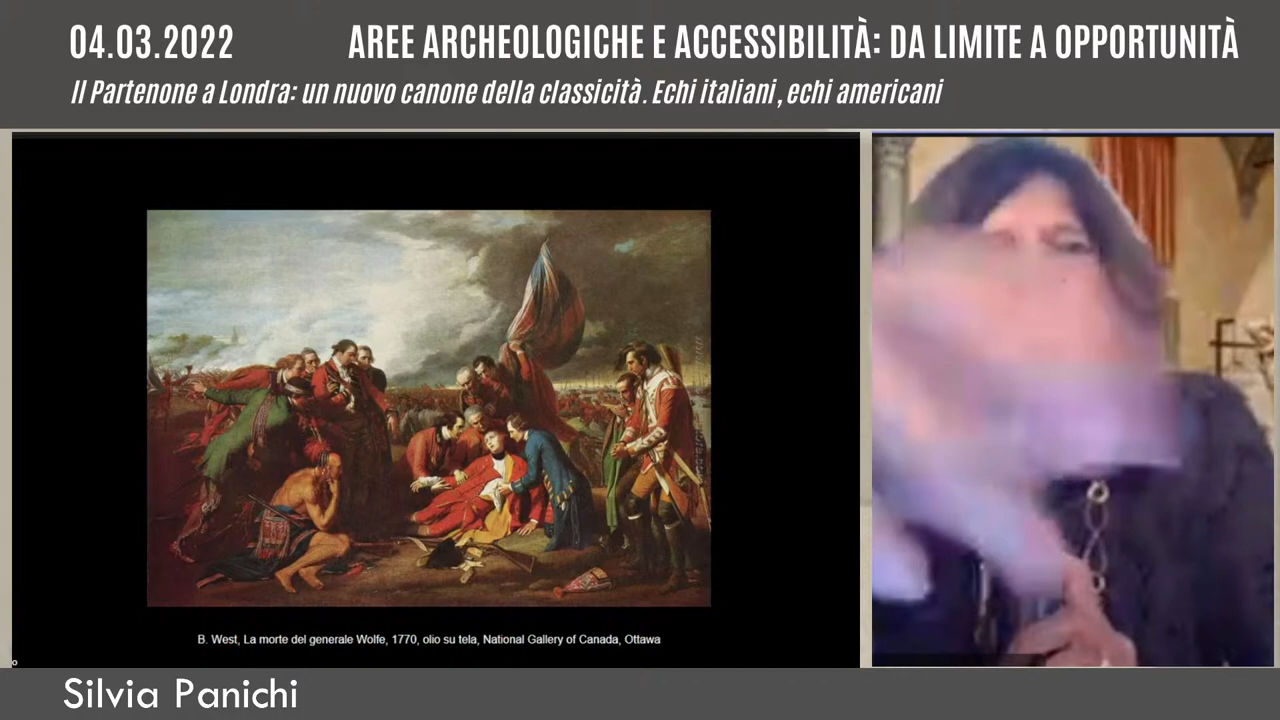 04.03.2022
AREE ARCHEOLOGICHE E ACCESSIBILITÀ: DA LIMITE A OPPORTUNITÀ
Il Partenone a Londra: un nuovo canone della classicità. Echi italiani, echi americani
B. West, La morte del generale Wolfe, 1770, olio su tela, National Gallery of Canada, Ottawa
o
Silvia Panichi